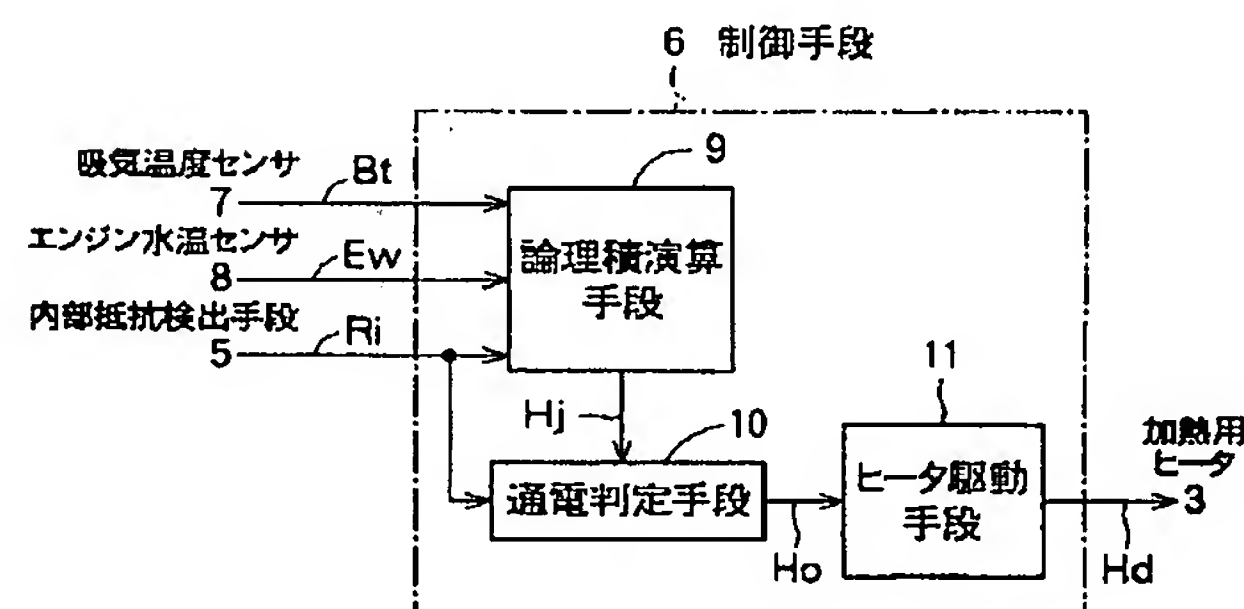 6 制御手段
吸気温度センサ
7
Bt
エンジン水温センサ
8
Ew
内部抵抗検出手段
5
Ri
9
論理積演算
手段
Hj
10
通電判定手段
Ho
11
ヒータ駆動
手段
Hd
加熱用
ヒータ
3